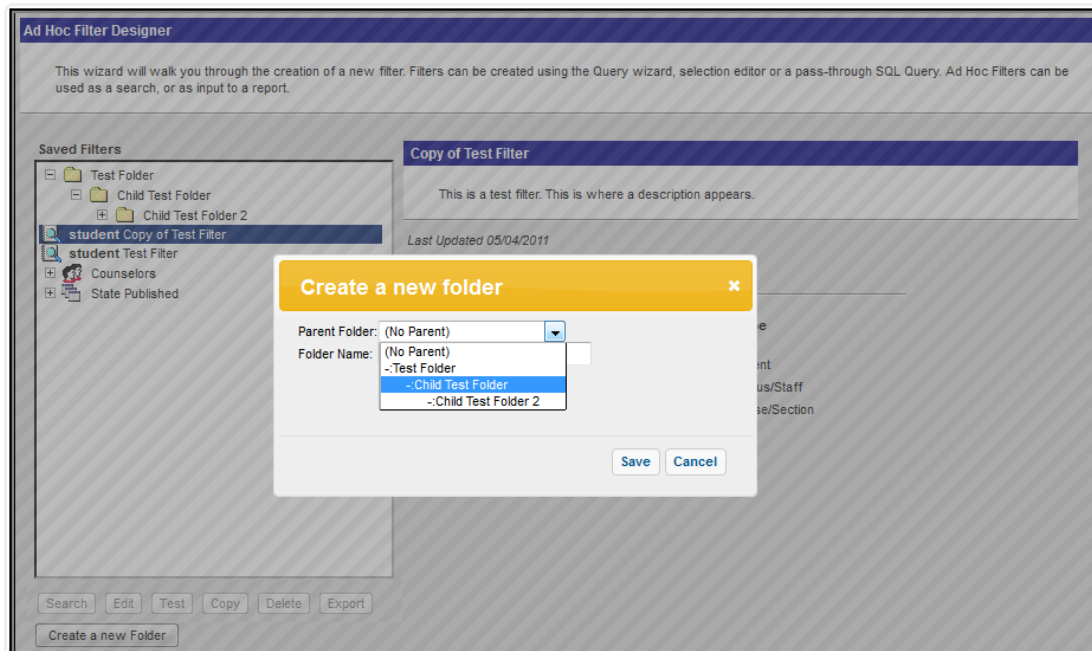 Ad Hoc Filter Designer
This wizard will walk you through the creation of a new filter. Filters can be created using the Query wizard, selection editor or a pass-through SQL Query. Ad Hoc Filters can be
used as a search, or as input to a report.
Saved Filters
Test Folder
Child Test Folder
Child Test Folder 2
student Copy of Test Filter
student Test Filter
Counselors
State Published
Copy of Test Filter
This is a test filter. This is where a description appears.
Last Updated 05/04/2011
Create a new folder
Parent Folder: (No Parent)
Folder Name:
(No Parent)
-:Test Folder
-:Child Test Folder
-:Child Test Folder 2
Save Cancel
us/Staff
se/Section
Search Edit Test Copy Delete Export
Create a new Folder